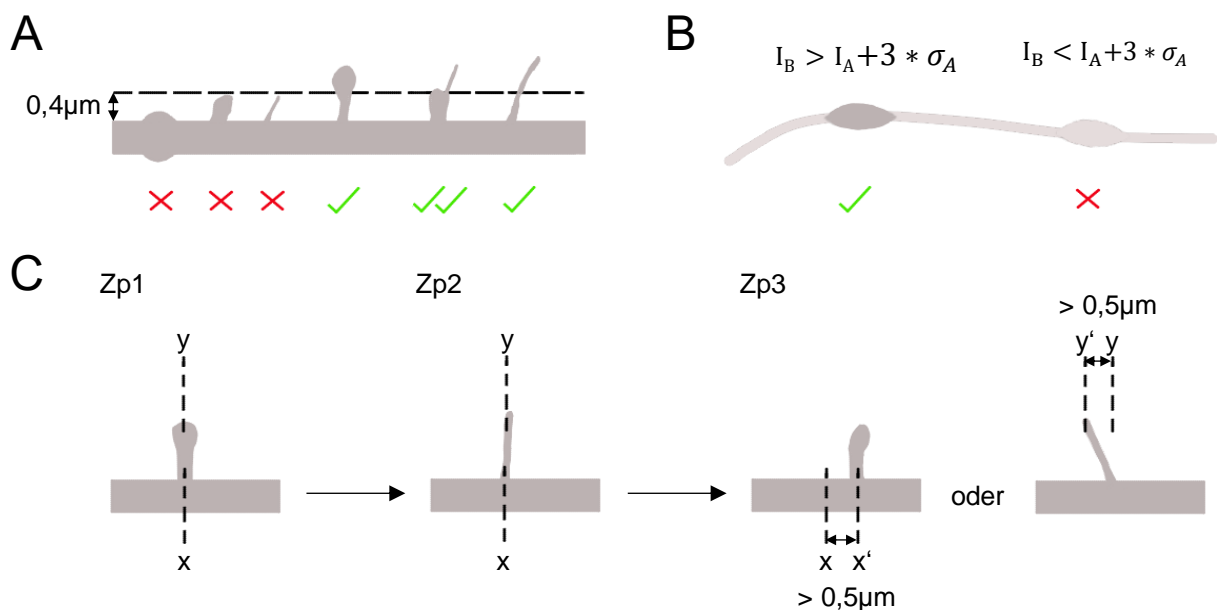 A
0,4µm
B
I_B > I_A+3 * σ_A
I_B < I_A+3 * σ_A
C
Zp1
Zp2
Zp3
> 0,5µm
y
y
y‘ y
oder
x
x
x x‘
> 0,5µm